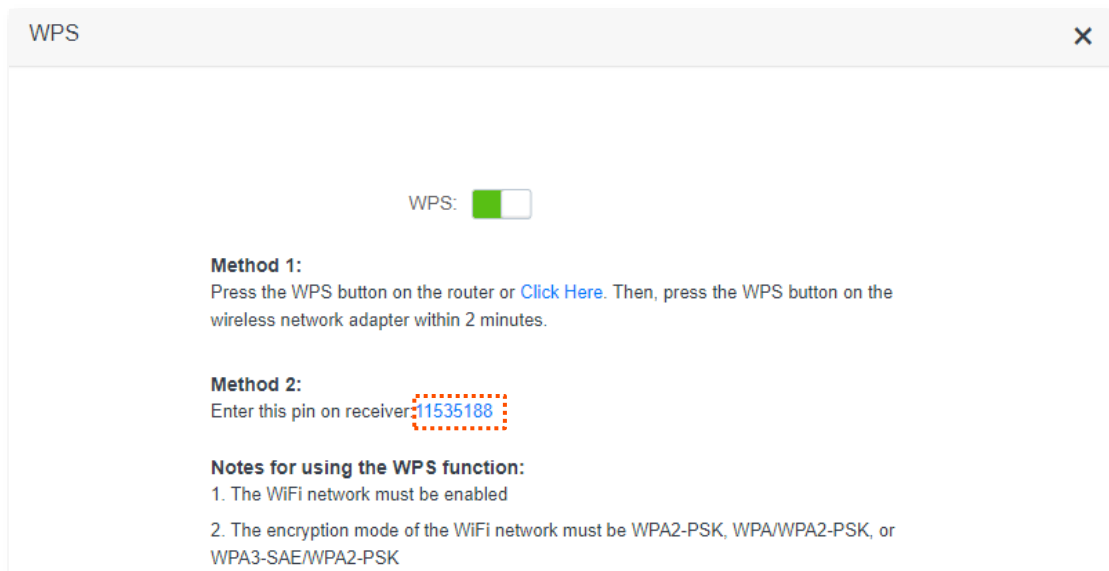 WPS
WPS:
Method 1:
Press the WPS button on the router or Click Here. Then, press the WPS button on the
wireless network adapter within 2 minutes.
Method 2:
Enter this pin on receiver:11535188
Notes for using the WPS function:
1. The WiFi network must be enabled
2. The encryption mode of the WiFi network must be WPA2-PSK, WPA/WPA2-PSK, or
WPA3-SAE/WPA2-PSK